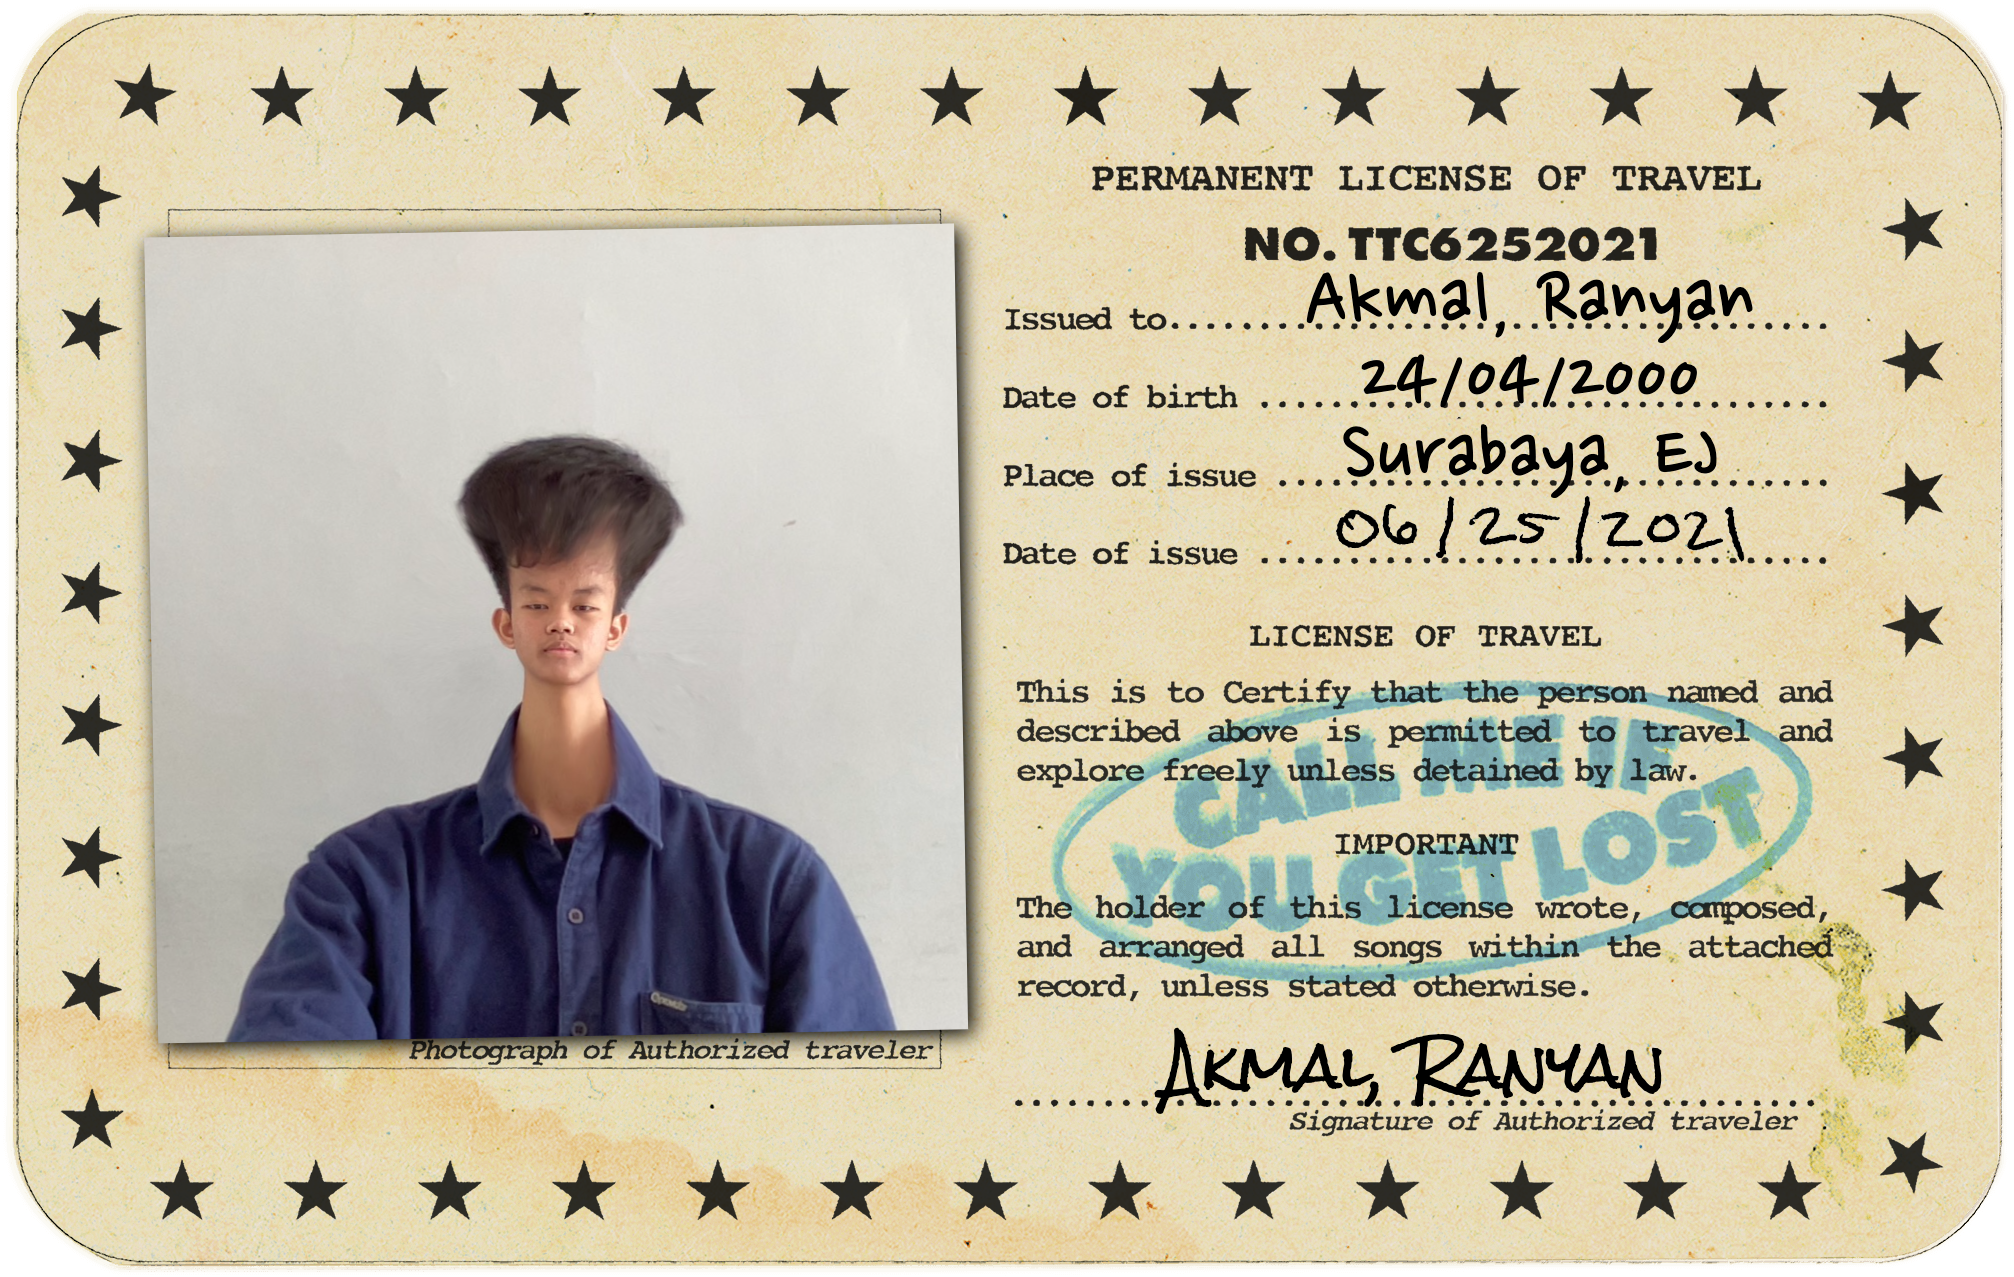 PERMANENT LICENSE OF TRAVEL
NO. TTC6252021
Issued to Akmal, Ranyan
Date of birth 24/04/2000
Place of issue Surabaya, EJ
Date of issue 06/25/2021
LICENSE OF TRAVEL
This is to Certify that the person named and
described above is permitted to travel and
explore freely unless detained by law.
CALL ME IF
YOU GET LOST
IMPORTANT
The holder of this license wrote, composed,
and arranged all songs within the attached
record, unless stated otherwise.
Photograph of Authorized traveler
AKMAL, RANYAN
Signature of Authorized traveler